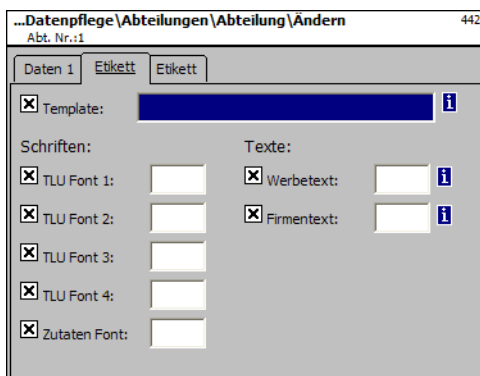 ...Datenpflege\Abteilungen\Abteilung\Ändern 442
Abt. Nr.:1
Daten 1 Etikett Etikett
Template: i
Schriften: Texte:
TLU Font 1: Werbetext: i
TLU Font 2: Firmentext: i
TLU Font 3:
TLU Font 4:
Zutaten Font: